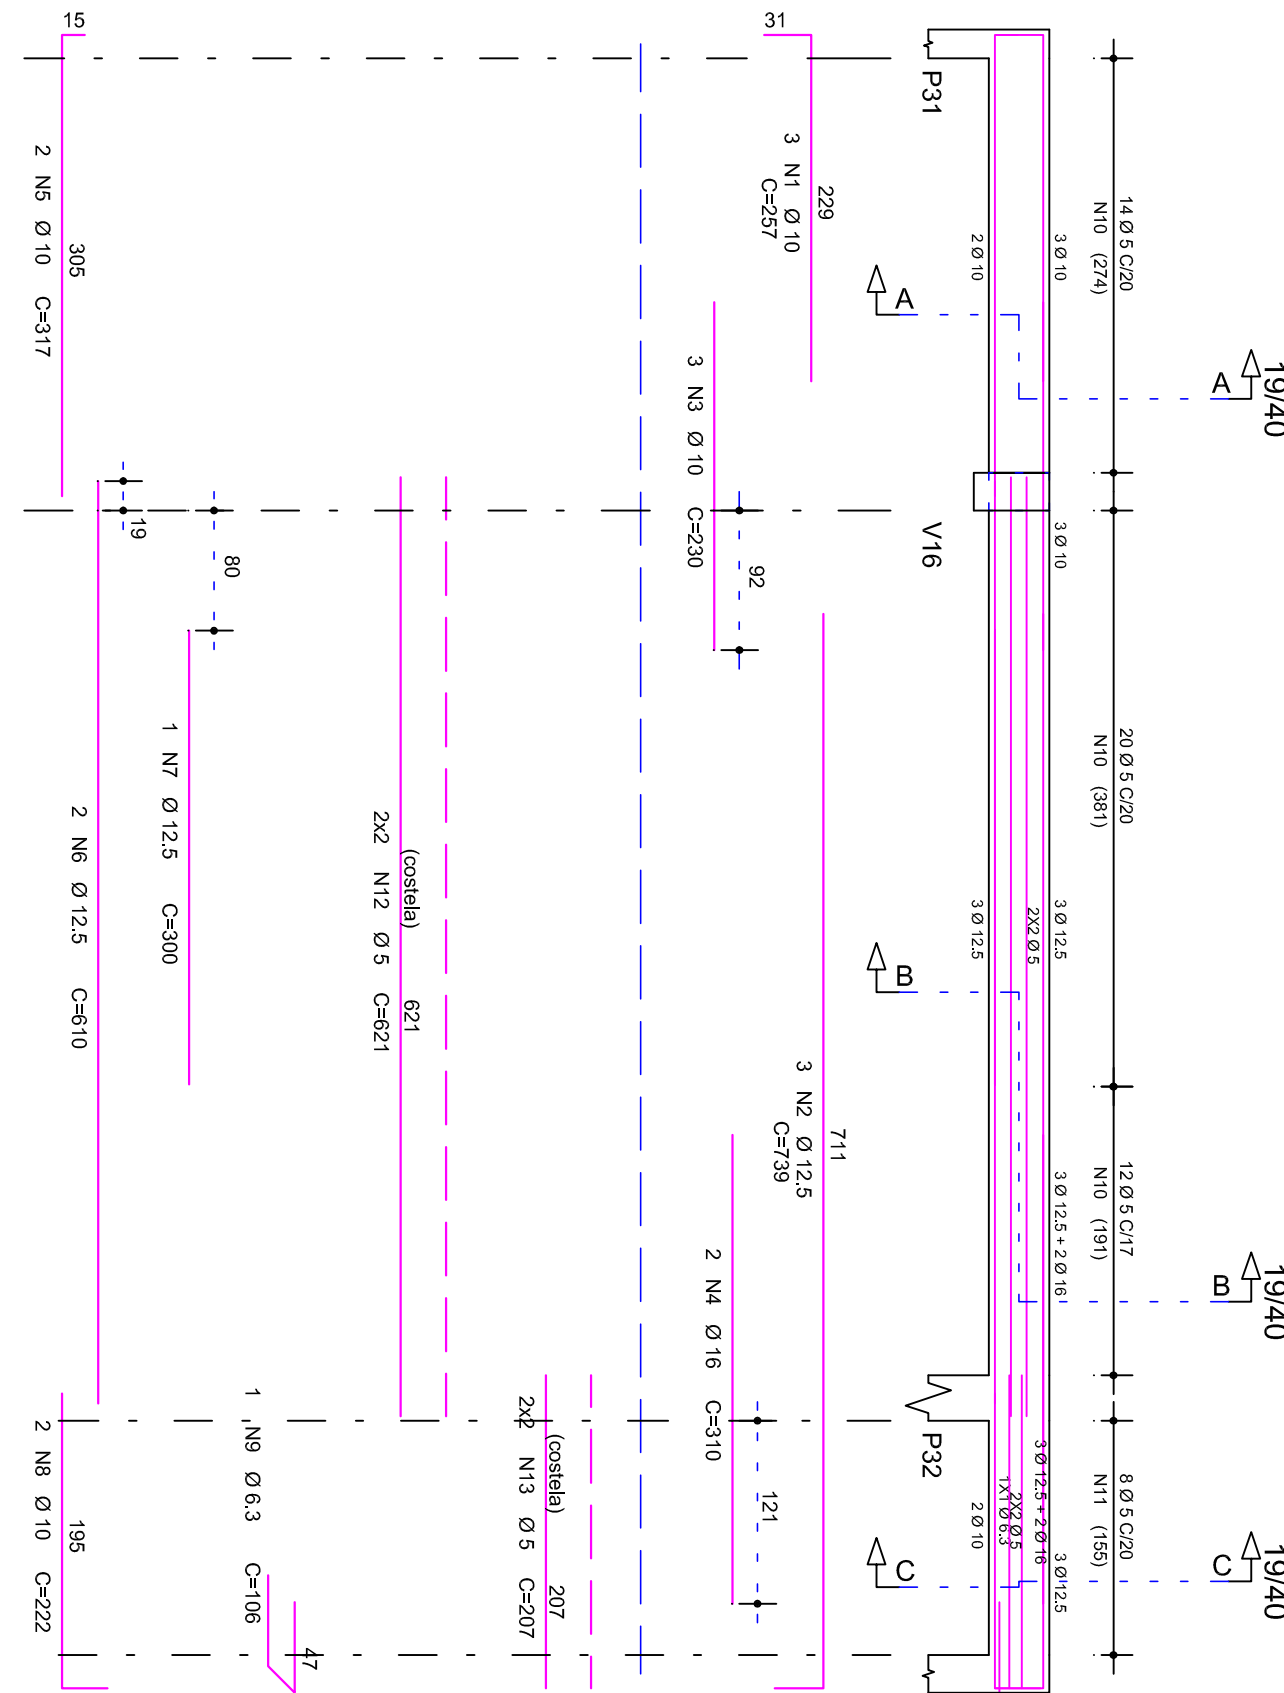 19/40
A
19/40
B
19/40
C
14 Ø 5 C/20
N10 (274)
20 Ø 5 C/20
N10 (381)
12 Ø 5 C/17
N10 (191)
8 Ø 5 C/20
N11 (155)
3 Ø 10
3 Ø 10
3 Ø 12.5
3 Ø 12.5 + 2 Ø 16
3 Ø 12.5 + 2 Ø 16
3 Ø 12.5
2X2 Ø 5
2X2 Ø 5
1X1 Ø 6.3
2 Ø 10
3 Ø 12.5
2 Ø 10
P31
V16
P32
A
B
C
31
229
3 N1 Ø 10
C=257
711
3 N2 Ø 12.5
C=739
92
3 N3 Ø 10 C=230
121
2 N4 Ø 16 C=310
207
(costela)
2x2 N13 Ø 5 C=207
621
(costela)
2x2 N12 Ø 5 C=621
47
1 N9 Ø 6.3 C=106
80
1 N7 Ø 12.5 C=300
19
2 N6 Ø 12.5 C=610
15
305
2 N5 Ø 10 C=317
195
2 N8 Ø 10 C=222